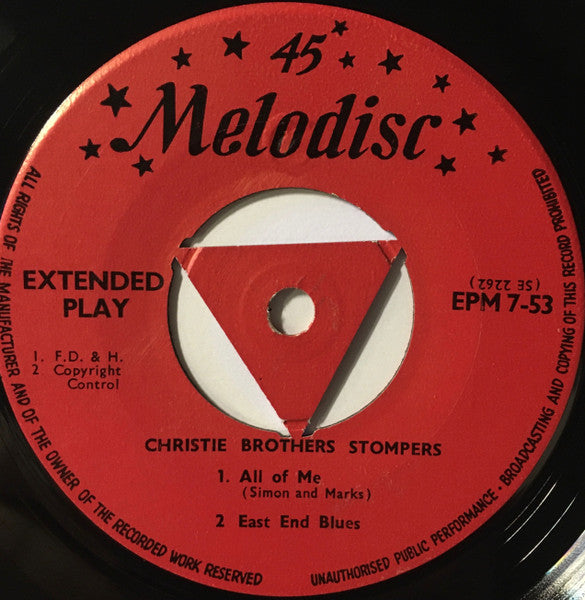 45
Melodisc
EXTENDED
PLAY
(SE 2262)
EPM 7-53
1. F.D. & H.
2. Copyright
Control
CHRISTIE BROTHERS STOMPERS
1. All of Me
(Simon and Marks)
2 East End Blues
ALL RIGHTS OF THE MANUFACTURER AND OF THE OWNER OF THE RECORDED WORK RESERVED
UNAUTHORISED PUBLIC PERFORMANCE · BROADCASTING AND COPYING OF THIS RECORD PROHIBITED